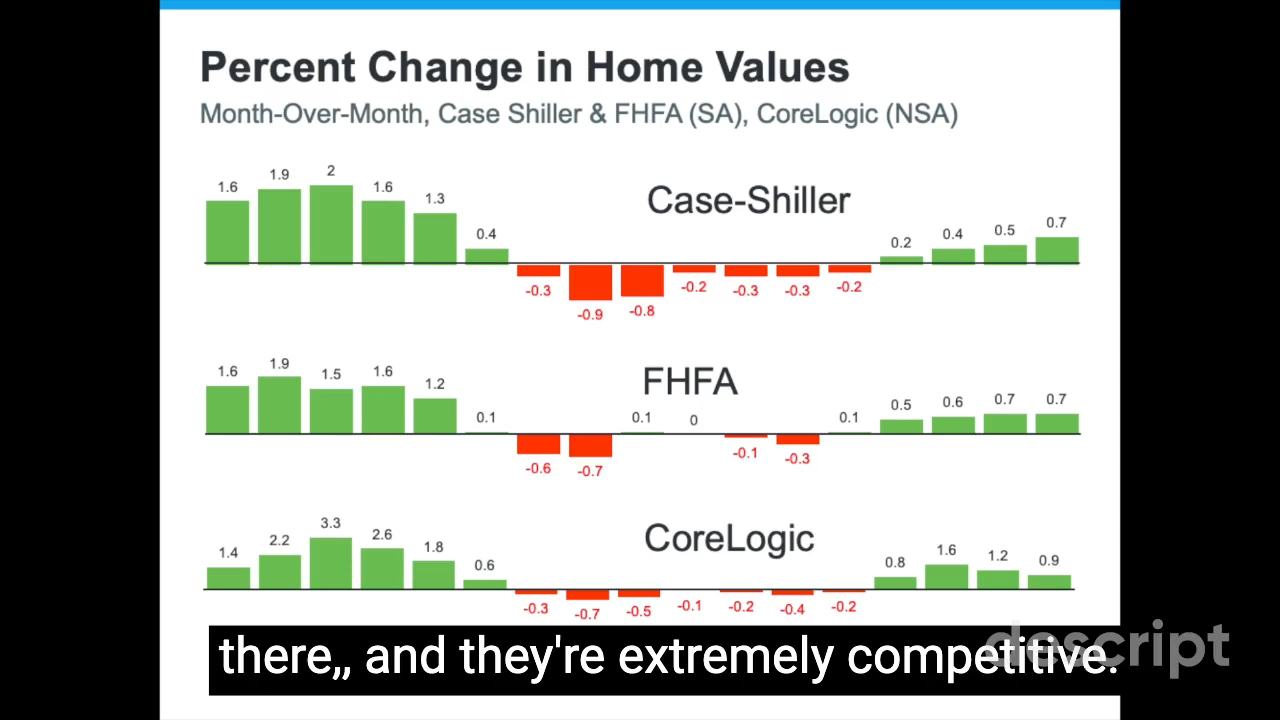 Percent Change in Home Values
Month-Over-Month, Case Shiller & FHFA (SA), CoreLogic (NSA)
Case-Shiller
1.6 1.9 2 1.6 1.3 0.4 -0.3 -0.9 -0.8 -0.2 -0.3 -0.3 -0.2 0.2 0.4 0.5 0.7
FHFA
1.6 1.9 1.5 1.6 1.2 0.1 -0.6 -0.7 0.1 0 -0.1 -0.3 0.1 0.5 0.6 0.7 0.7
CoreLogic
1.4 2.2 3.3 2.6 1.8 0.6 -0.3 -0.7 -0.5 -0.1 -0.2 -0.4 -0.2 0.8 1.6 1.2 0.9
there,, and they're extremely competitive.
descript